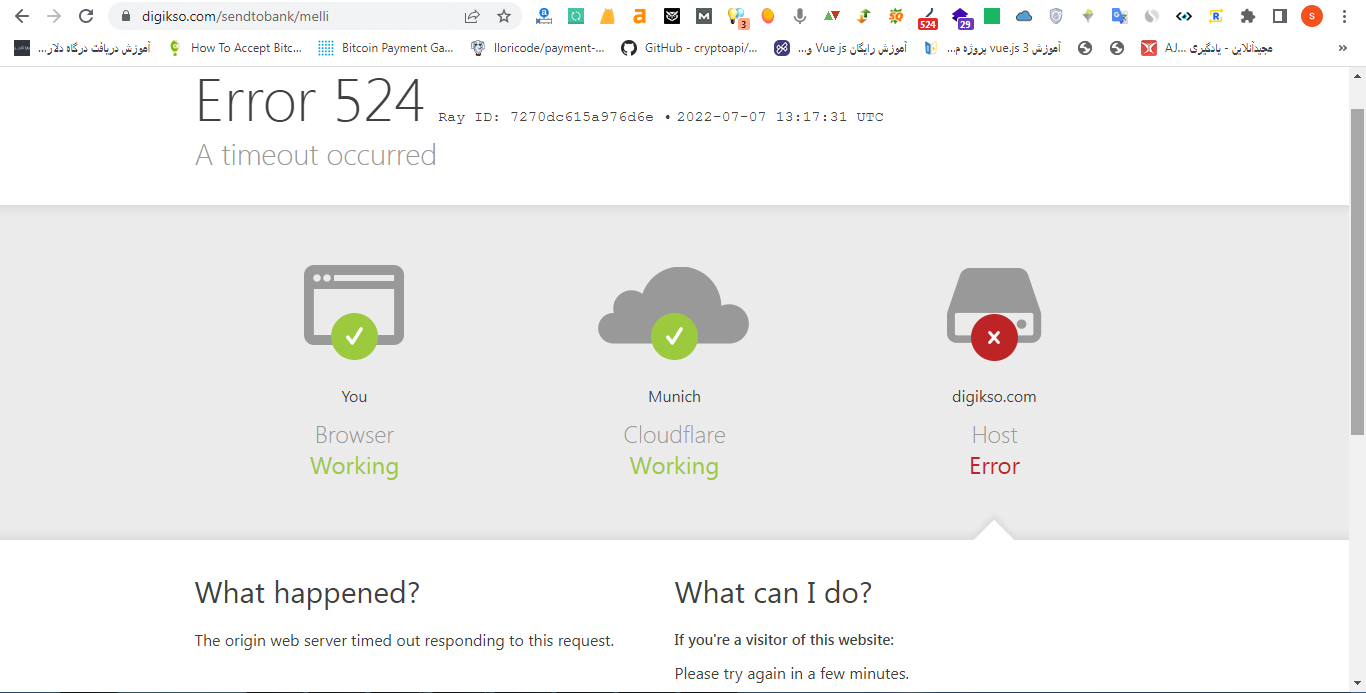 digikso.com/sendtobank/melli
3
524
29
S
آموزش دریافت درگاه دلار...
How To Accept Bitc...
Bitcoin Payment Ga...
lloricode/payment-...
GitHub - cryptoapi/...
آموزش رایگان Vue js و...
آموزش vue.js 3 پروژه م...
مجیدآنلاین - یادگیری AJ...
»
Error 524 Ray ID: 7270dc615a976d6e • 2022-07-07 13:17:31 UTC
A timeout occurred
You
Browser
Working
Munich
Cloudflare
Working
digikso.com
Host
Error
What happened?
The origin web server timed out responding to this request.
What can I do?
If you're a visitor of this website:
Please try again in a few minutes.